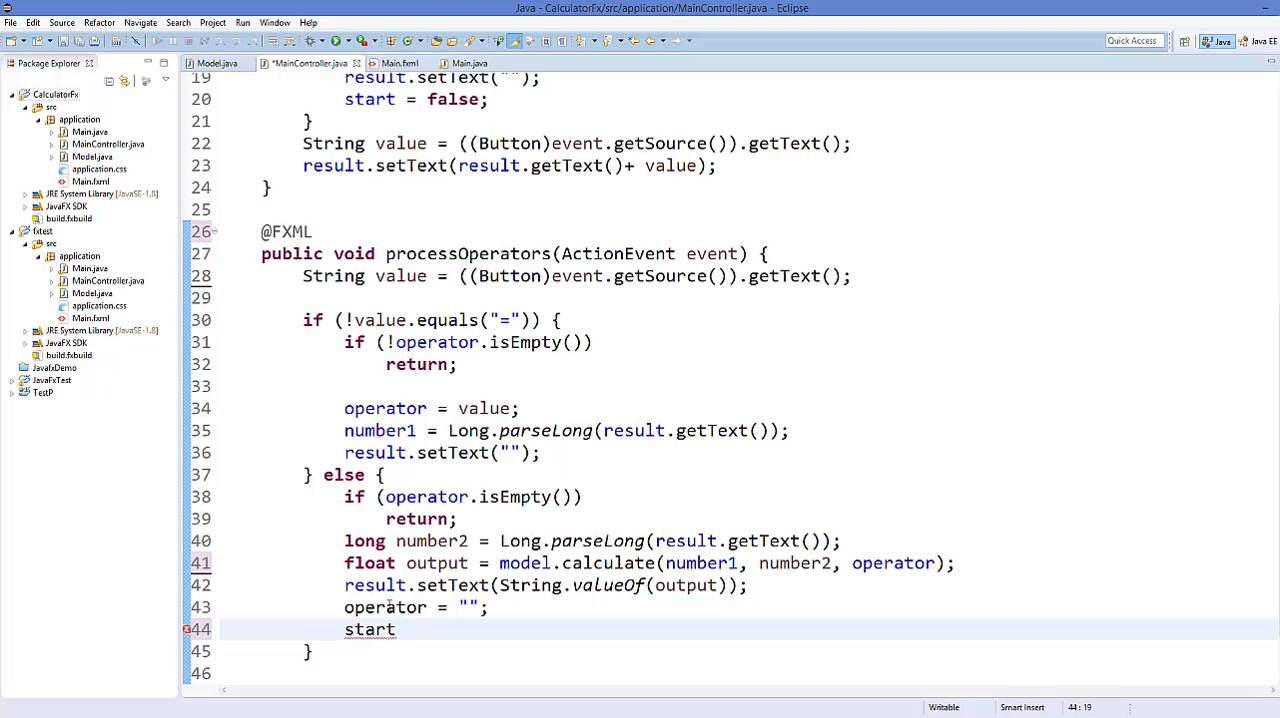 Java - CalculatorFx/src/application/MainController.java - Eclipse
File Edit Source Refactor Navigate Search Project Run Window Help
Quick Access
Java
Java EE
Package Explorer
Model.java
*MainController.java
Main.fxml
Main.java
CalculatorFx
src
application
Main.java
MainController.java
Model.java
application.css
Main.fxml
JRE System Library [JavaSE-1.8]
JavaFX SDK
build.fxbuild
fxtest
src
application
Main.java
MainController.java
Model.java
application.css
Main.fxml
JRE System Library [JavaSE-1.8]
JavaFX SDK
build.fxbuild
JavafxDemo
JavaFxTest
TestP
19 result.setText("");
20 start = false;
21 }
22 String value = ((Button)event.getSource()).getText();
23 result.setText(result.getText()+ value);
24 }
25
26 @FXML
27 public void processOperators(ActionEvent event) {
28 String value = ((Button)event.getSource()).getText();
29
30 if (!value.equals("=")) {
31 if (!operator.isEmpty())
32 return;
33
34 operator = value;
35 number1 = Long.parseLong(result.getText());
36 result.setText("");
37 } else {
38 if (operator.isEmpty())
39 return;
40 long number2 = Long.parseLong(result.getText());
41 float output = model.calculate(number1, number2, operator);
42 result.setText(String.valueOf(output));
43 operator = "";
44 start
45 }
46
Writable Smart Insert 44 : 19